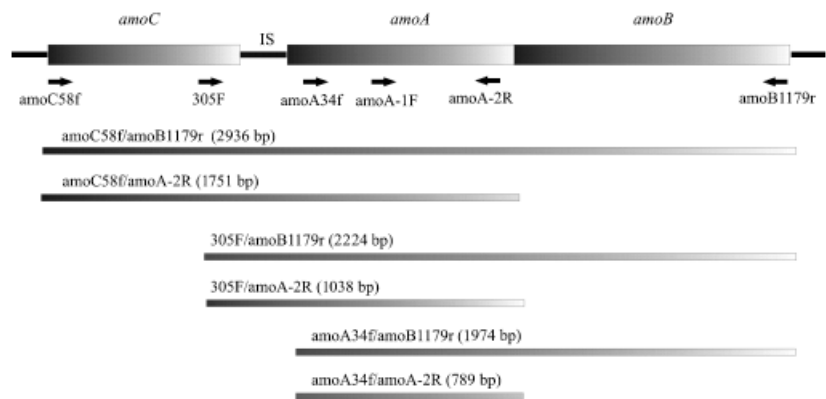 amoC amoA amoB
IS
amoC58f 305F amoA34f amoA-1F amoA-2R amoB1179r
amoC58f/amoB1179r (2936 bp)
amoC58f/amoA-2R (1751 bp)
305F/amoB1179r (2224 bp)
305F/amoA-2R (1038 bp)
amoA34f/amoB1179r (1974 bp)
amoA34f/amoA-2R (789 bp)